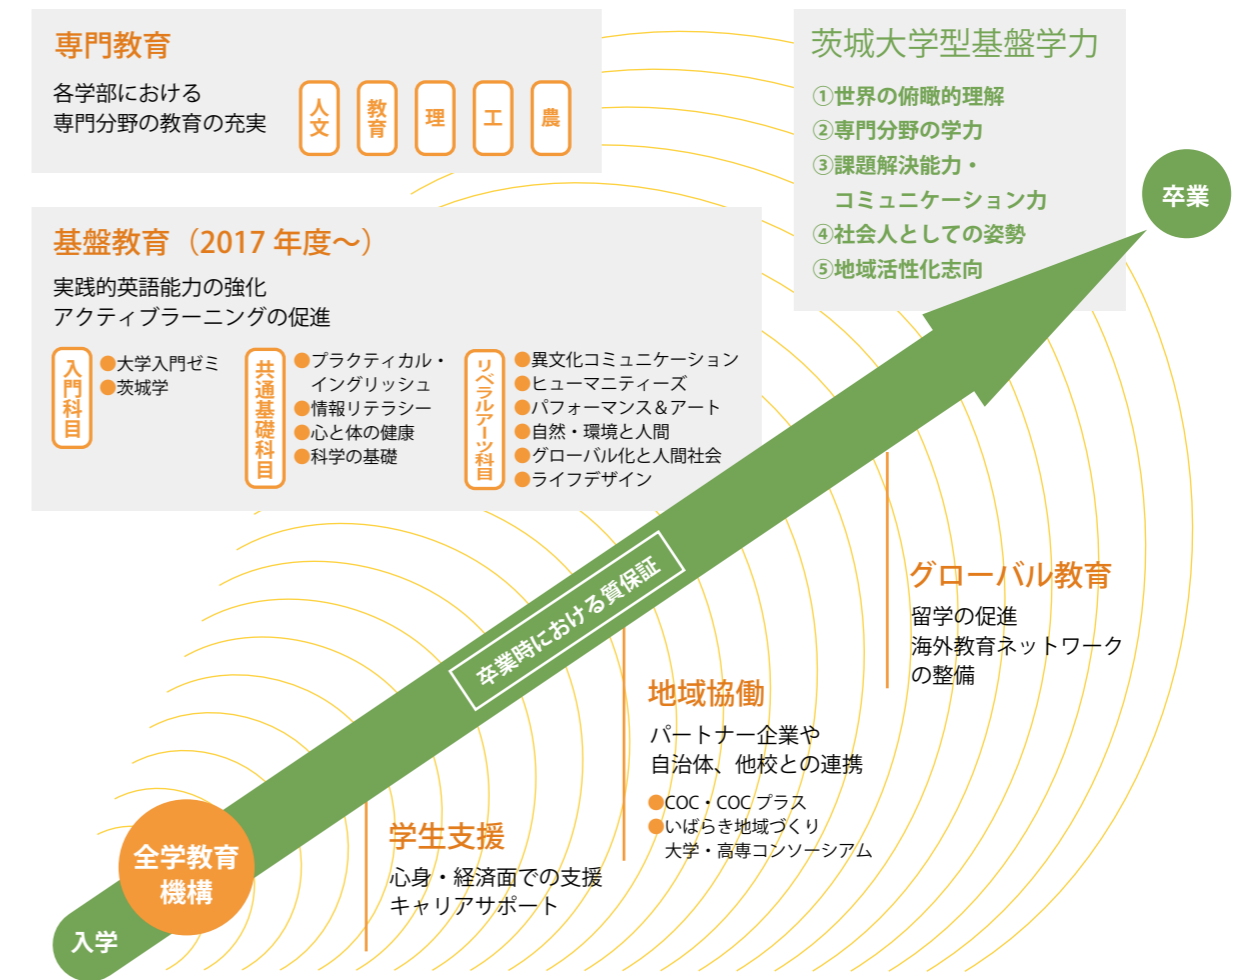 専門教育
各学部における
専門分野の教育の充実
人文
教育
理
工
農
茨城大学型基盤学力
①世界の俯瞰的理解
②専門分野の学力
③課題解決能力・
コミュニケーション力
④社会人としての姿勢
⑤地域活性化志向
卒業
基盤教育（2017 年度～）
実践的英語能力の強化
アクティブラーニングの促進
入門科目
●大学入門ゼミ
●茨城学
共通基礎科目
●プラクティカル・
イングリッシュ
●情報リテラシー
●心と体の健康
●科学の基礎
リベラルアーツ科目
●異文化コミュニケーション
●ヒューマニティーズ
●パフォーマンス＆アート
●自然・環境と人間
●グローバル化と人間社会
●ライフデザイン
卒業時における質保証
グローバル教育
留学の促進
海外教育ネットワーク
の整備
地域協働
パートナー企業や
自治体、他校との連携
●COC・COC プラス
●いばらき地域づくり
大学・高専コンソーシアム
学生支援
心身・経済面での支援
キャリアサポート
全学教育
機構
入学